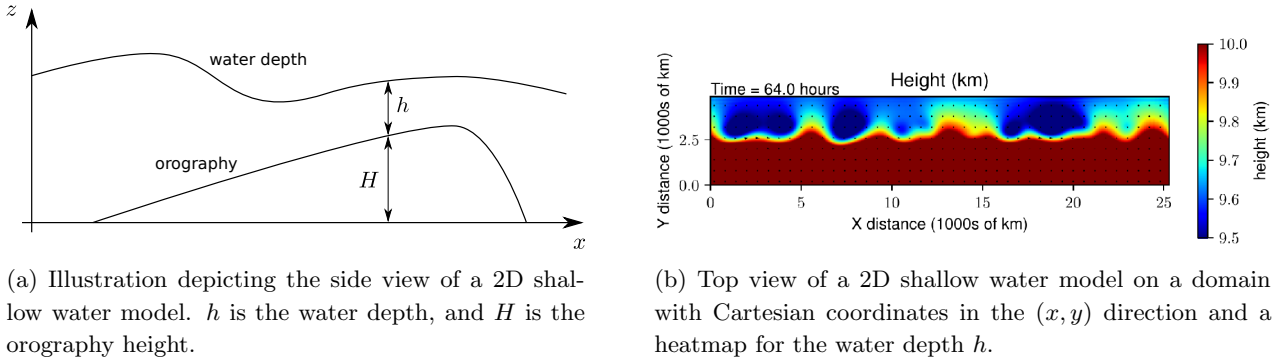 z
water depth
h
orography
H
x
(a) Illustration depicting the side view of a 2D shal-
low water model. h is the water depth, and H is the
orography height.
Height (km)
Time = 64.0 hours
Y distance (1000s of km)
2.5
0.0
0 5 10 15 20 25
X distance (1000s of km)
10.0
9.9
9.8
9.7
9.6
9.5
height (km)
(b) Top view of a 2D shallow water model on a domain
with Cartesian coordinates in the (x, y) direction and a
heatmap for the water depth h.